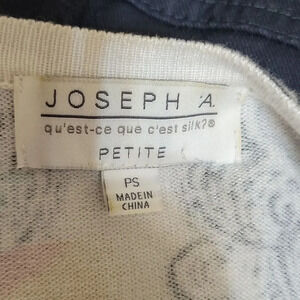 JOSEPH A.
qu'est-ce que c'est silk?®
PETITE
PS
MADE IN
CHINA